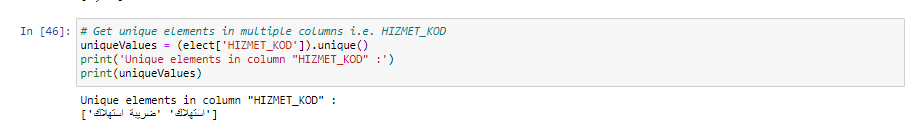 In [46]: # Get unique elements in multiple columns i.e. HIZMET_KOD
uniqueValues = (elect['HIZMET_KOD']).unique()
print('Unique elements in column "HIZMET_KOD" :')
print(uniqueValues)
Unique elements in column "HIZMET_KOD" :
['استهلاك' 'ضريبة استهلاك']